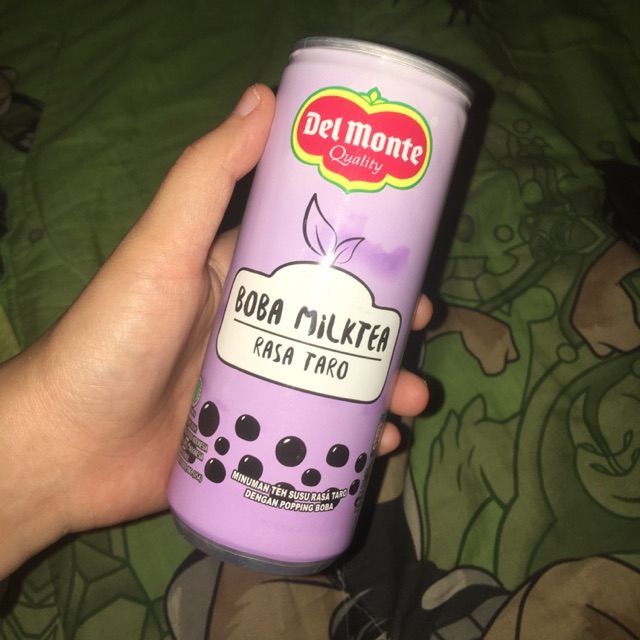 Del Monte
Quality
BOBA MiLKTEA
RASA TARO
MINUMAN TEH SUSU RASA TARO
DENGAN POPPING BOBA